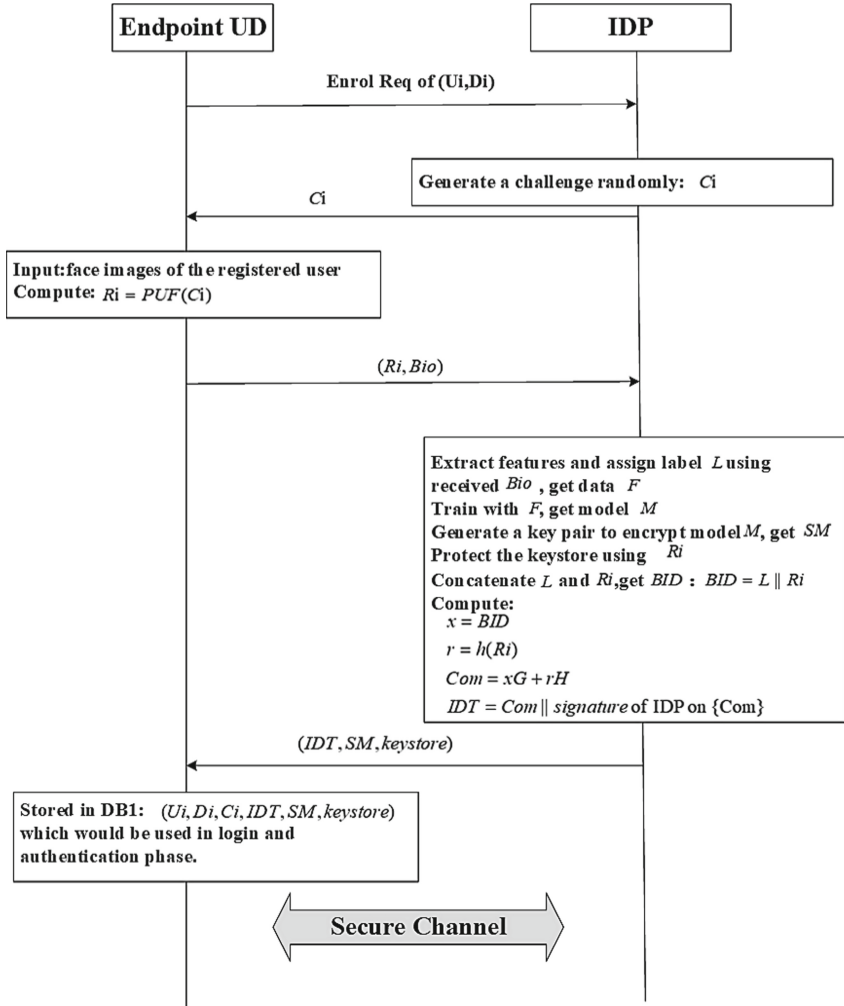 Endpoint UD
IDP
Enrol Req of (Ui,Di)
Generate a challenge randomly: Ci
Ci
Input:face images of the registered user
Compute: Ri = PUF(Ci)
(Ri, Bio)
Extract features and assign label L using
received Bio , get data F
Train with F, get model M
Generate a key pair to encrypt model M, get SM
Protect the keystore using Ri
Concatenate L and Ri,get BID : BID = L || Ri
Compute:
x = BID
r = h(Ri)
Com = xG + rH
IDT = Com || signature of IDP on {Com}
(IDT, SM, keystore)
Stored in DB1: (Ui, Di, Ci, IDT, SM, keystore)
which would be used in login and
authentication phase.
Secure Channel